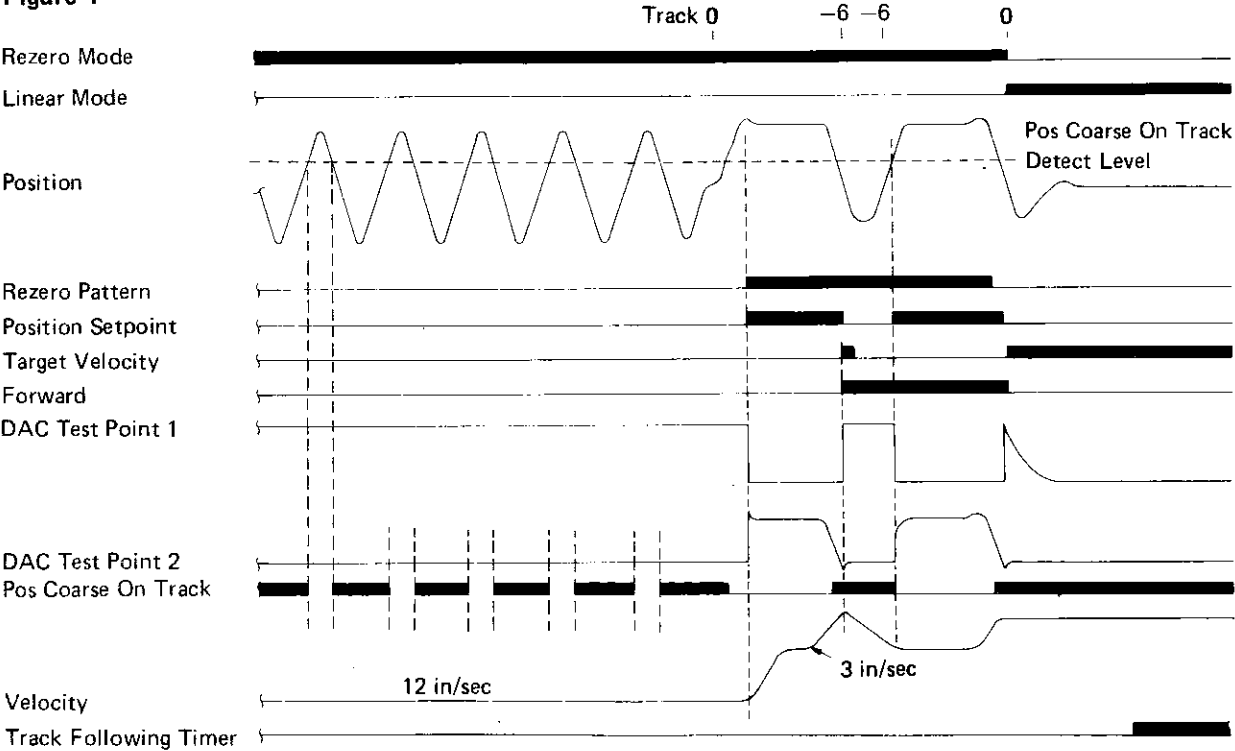 Track 0 −6 −6 0
Rezero Mode
Linear Mode
Pos Coarse On Track
Detect Level
Position
Rezero Pattern
Position Setpoint
Target Velocity
Forward
DAC Test Point 1
DAC Test Point 2
Pos Coarse On Track
3 in/sec
12 in/sec
Velocity
Track Following Timer